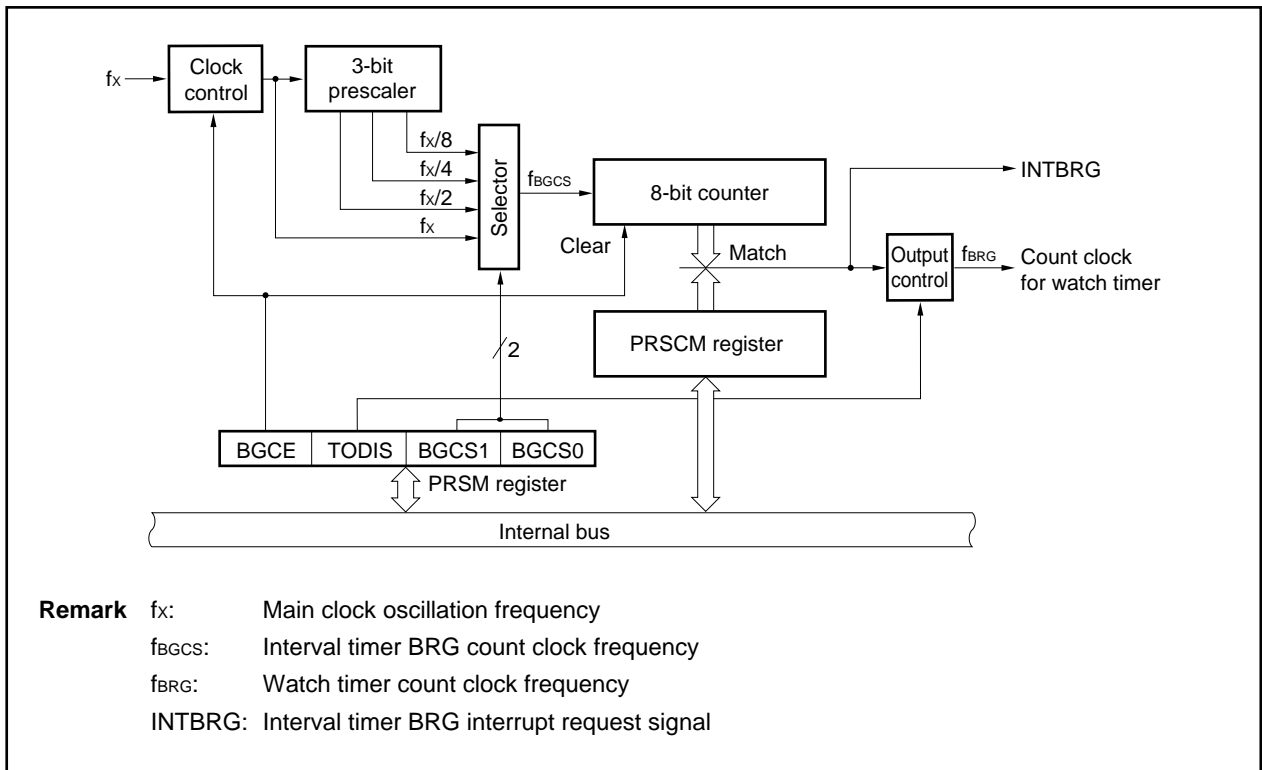 fX
Clock
control
3-bit
prescaler
fX/8
fX/4
fX/2
fX
Selector
fBGCS
8-bit counter
Clear
Match
INTBRG
Output
control
fBRG
Count clock
for watch timer
PRSCM register
2
BGCE TODIS BGCS1 BGCS0
PRSM register
Internal bus
Remark fX: Main clock oscillation frequency
fBGCS: Interval timer BRG count clock frequency
fBRG: Watch timer count clock frequency
INTBRG: Interval timer BRG interrupt request signal